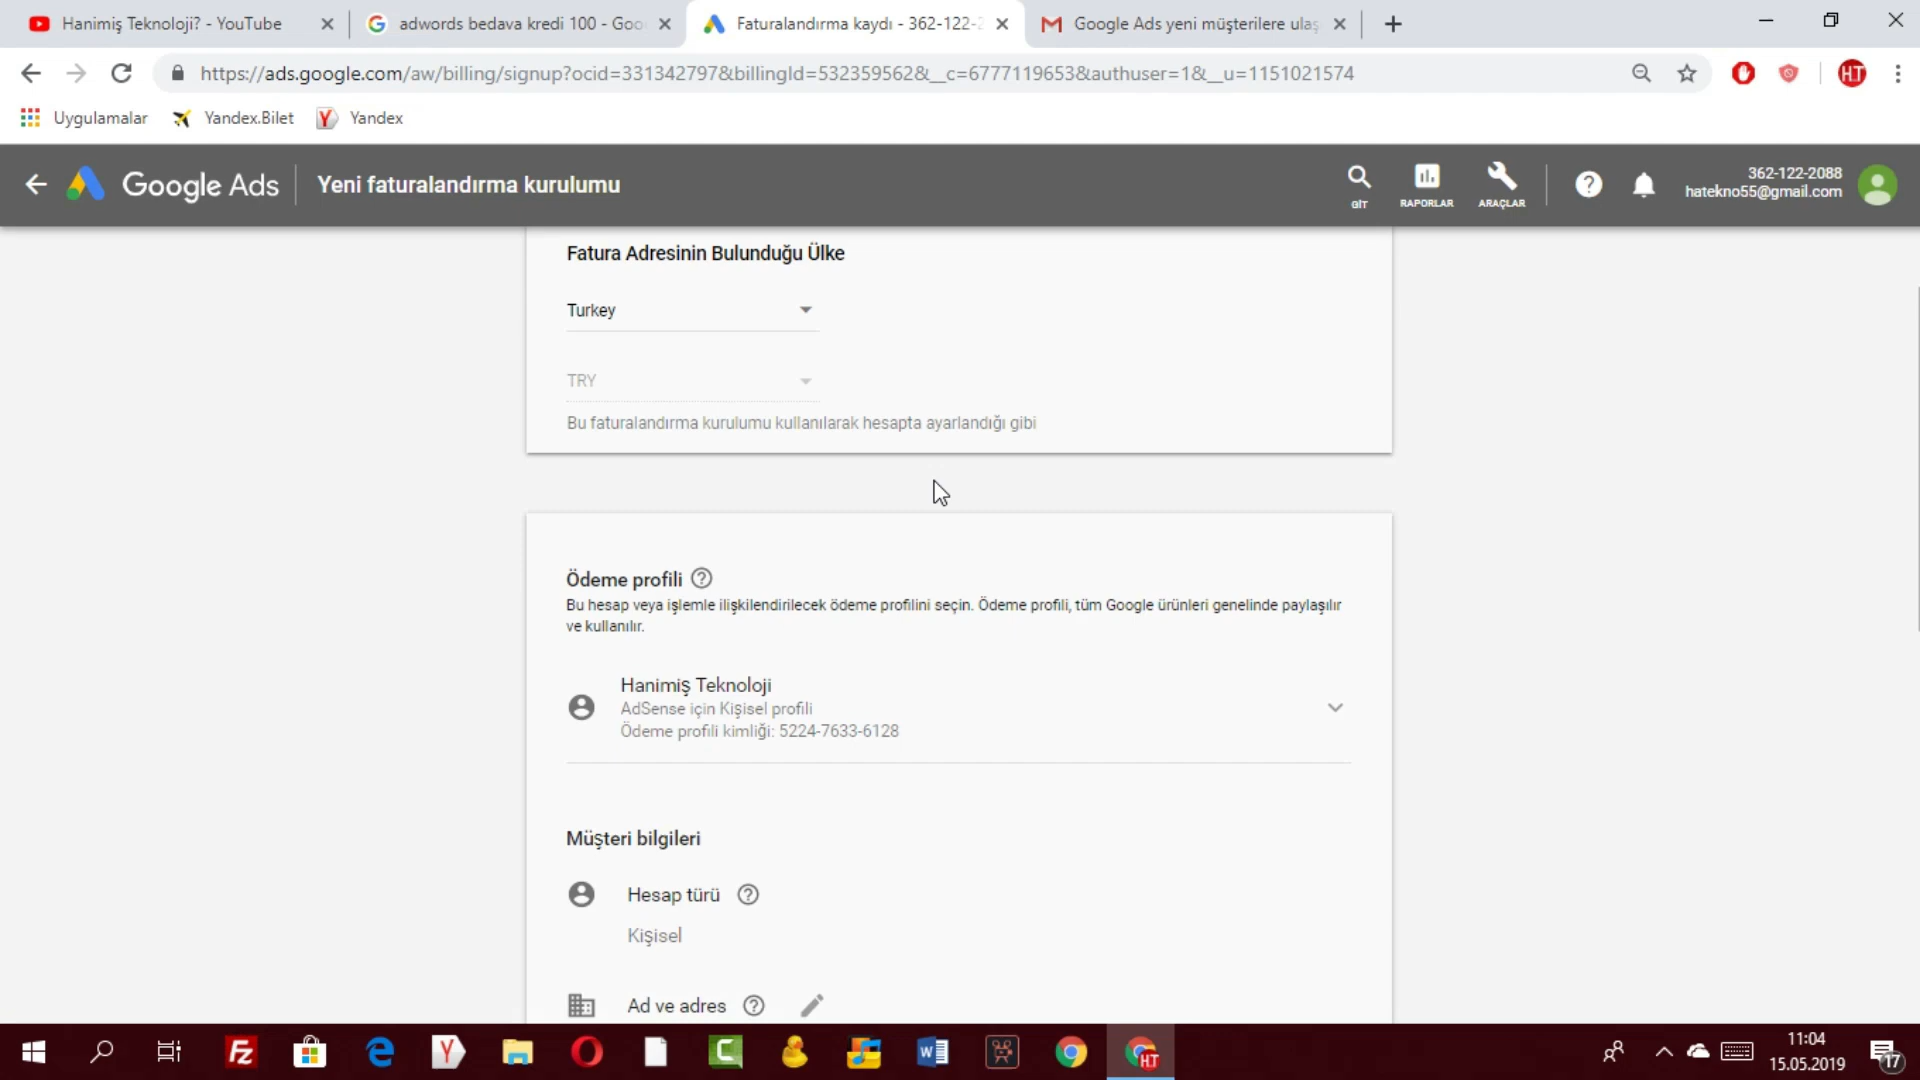 Hanimiş Teknoloji? - YouTube
adwords bedava kredi 100 - Goo
Faturalandırma kaydı - 362-122-2
Google Ads yeni müşterilere ulaş
https://ads.google.com/aw/billing/signup?ocid=331342797&billingId=532359562&__c=6777119653&authuser=1&__u=1151021574
HT
Uygulamalar
Yandex.Bilet
Yandex
Google Ads
Yeni faturalandırma kurulumu
GİT
RAPORLAR
ARAÇLAR
362-122-2088
hatekno55@gmail.com
Fatura Adresinin Bulunduğu Ülke
Turkey
TRY
Bu faturalandırma kurulumu kullanılarak hesapta ayarlandığı gibi
Ödeme profili
Bu hesap veya işlemle ilişkilendirilecek ödeme profilini seçin. Ödeme profili, tüm Google ürünleri genelinde paylaşılır
ve kullanılır.
Hanimiş Teknoloji
AdSense için Kişisel profili
Ödeme profili kimliği: 5224-7633-6128
Müşteri bilgileri
Hesap türü
Kişisel
Ad ve adres
11:04
15.05.2019
17